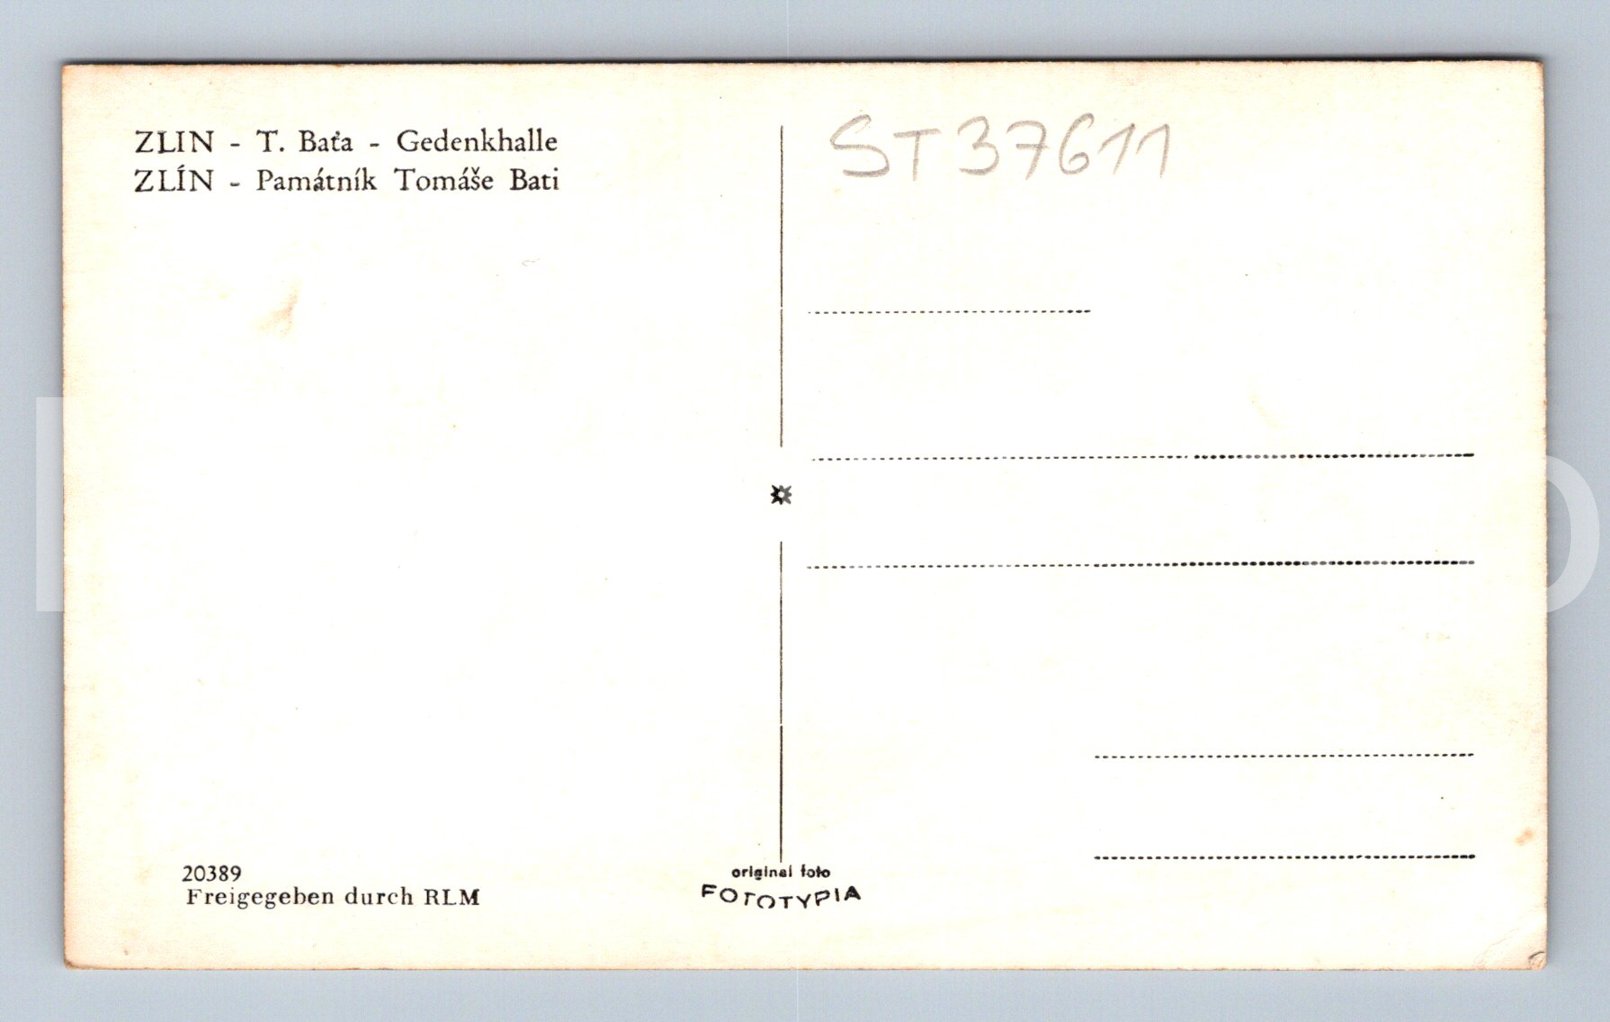 ZLIN - T. Baťa - Gedenkhalle
ZLÍN - Památník Tomáše Bati
ST37611
20389
Freigegeben durch RLM
original foto
FOTOTYPIA